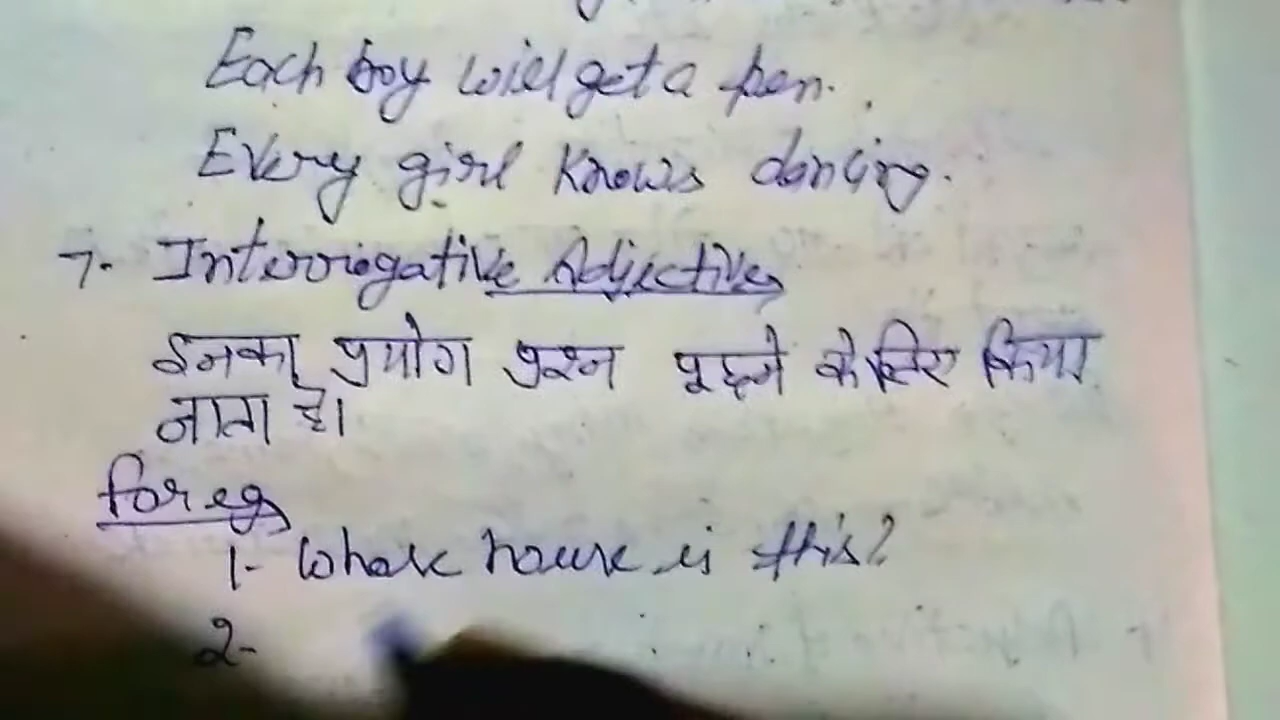 Each boy will get a pen.
Every girl knows dancing.
7- Interrogative Adjective
इनका प्रयोग प्रश्न पूछने के लिए किया
जाता है।
for eg
1- Whose house is this?
2-